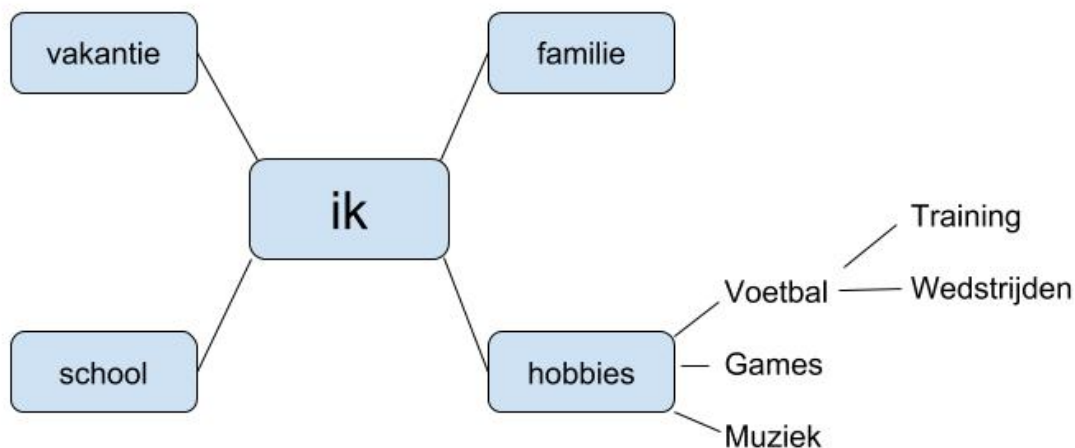 vakantie
familie
ik
Training
Voetbal
Wedstrijden
school
hobbies
Games
Muziek